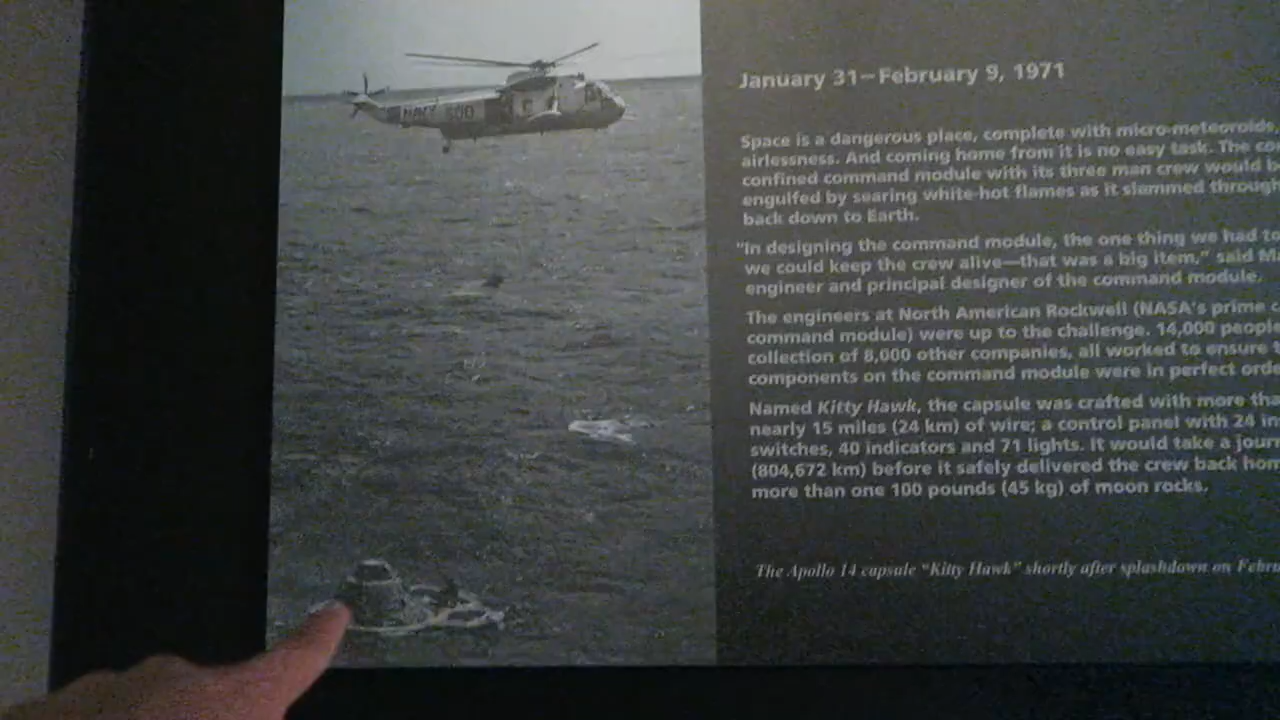 NAVY 500
January 31–February 9, 1971
Space is a dangerous place, complete with micro-meteoroids,
airlessness. And coming home from it is no easy task. The
confined command module with its three man crew would
engulfed by searing white-hot flames as it slammed through
back down to Earth.
"In designing the command module, the one thing we had to
we could keep the crew alive—that was a big item," said
engineer and principal designer of the command module.
The engineers at North American Rockwell (NASA's prime
command module) were up to the challenge. 14,000 people
collection of 8,000 other companies, all worked to ensure
components on the command module were in perfect
Named Kitty Hawk, the capsule was crafted with more
nearly 15 miles (24 km) of wire; a control panel with 24
switches, 40 indicators and 71 lights. It would take a
(804,672 km) before it safely delivered the crew back
more than one 100 pounds (45 kg) of moon rocks.
The Apollo 14 capsule "Kitty Hawk" shortly after splashdown on